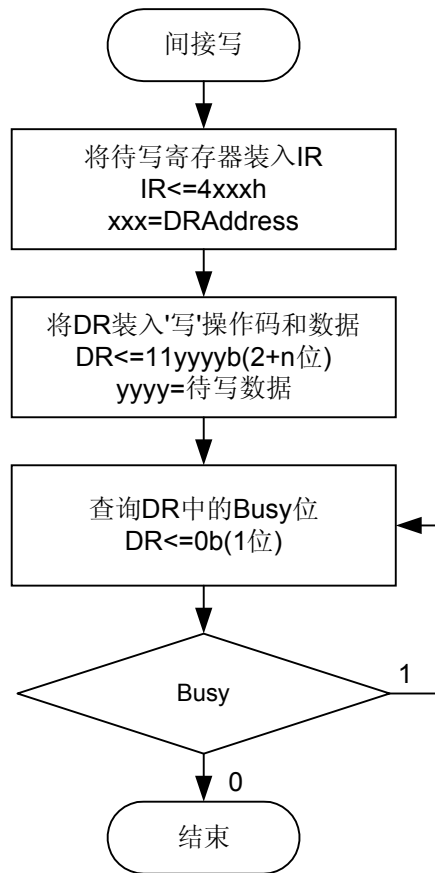 间接写
将待写寄存器装入IR
IR<=4xxxh
xxx=DRAddress
将DR装入'写'操作码和数据
DR<=11yyyyb(2+n位)
yyyy=待写数据
查询DR中的Busy位
DR<=0b(1位)
Busy
1
0
结束